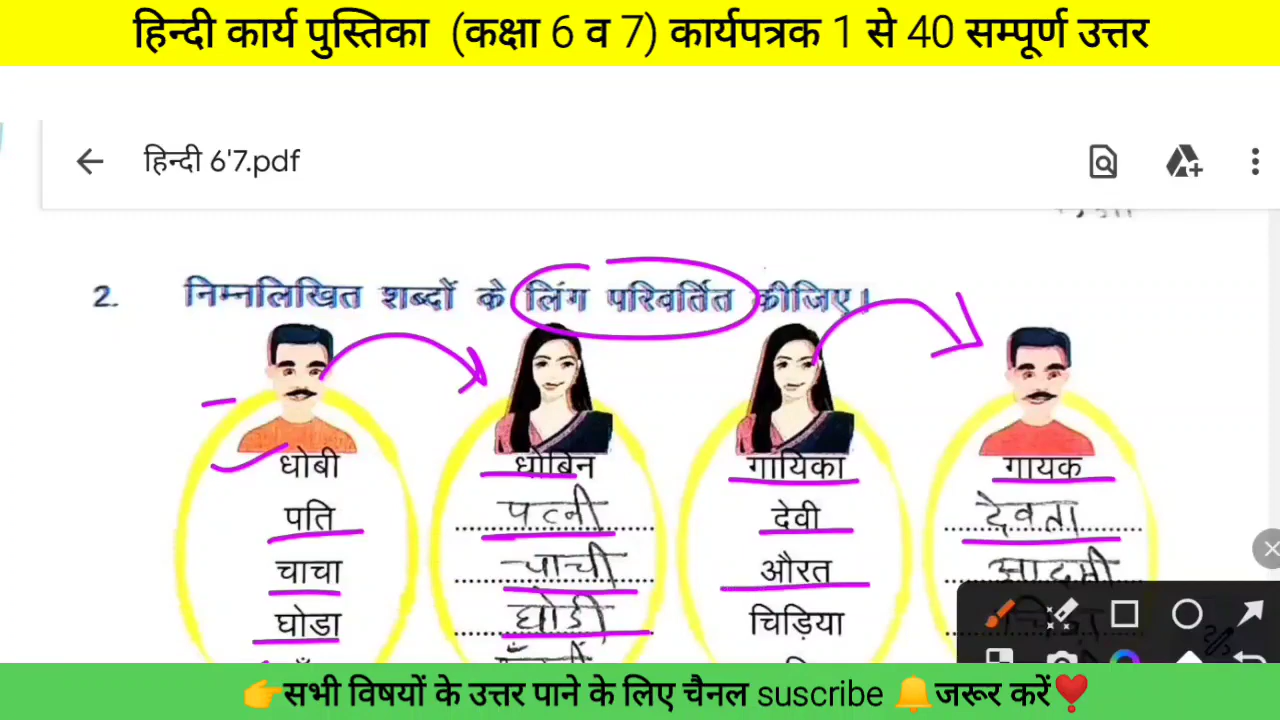 हिन्दी कार्य पुस्तिका (कक्षा 6 व 7) कार्यपत्रक 1 से 40 सम्पूर्ण उत्तर
हिन्दी 6'7.pdf
2. निम्नलिखित शब्दों के लिंग परिवर्तित कीजिए।
धोबी धोबिन गायिका गायक
पति पत्नी देवी देवता
चाचा चाची औरत आदमी
घोडा घोडी चिड़िया
👉सभी विषयों के उत्तर पाने के लिए चैनल suscribe 🔔जरूर करें❣️